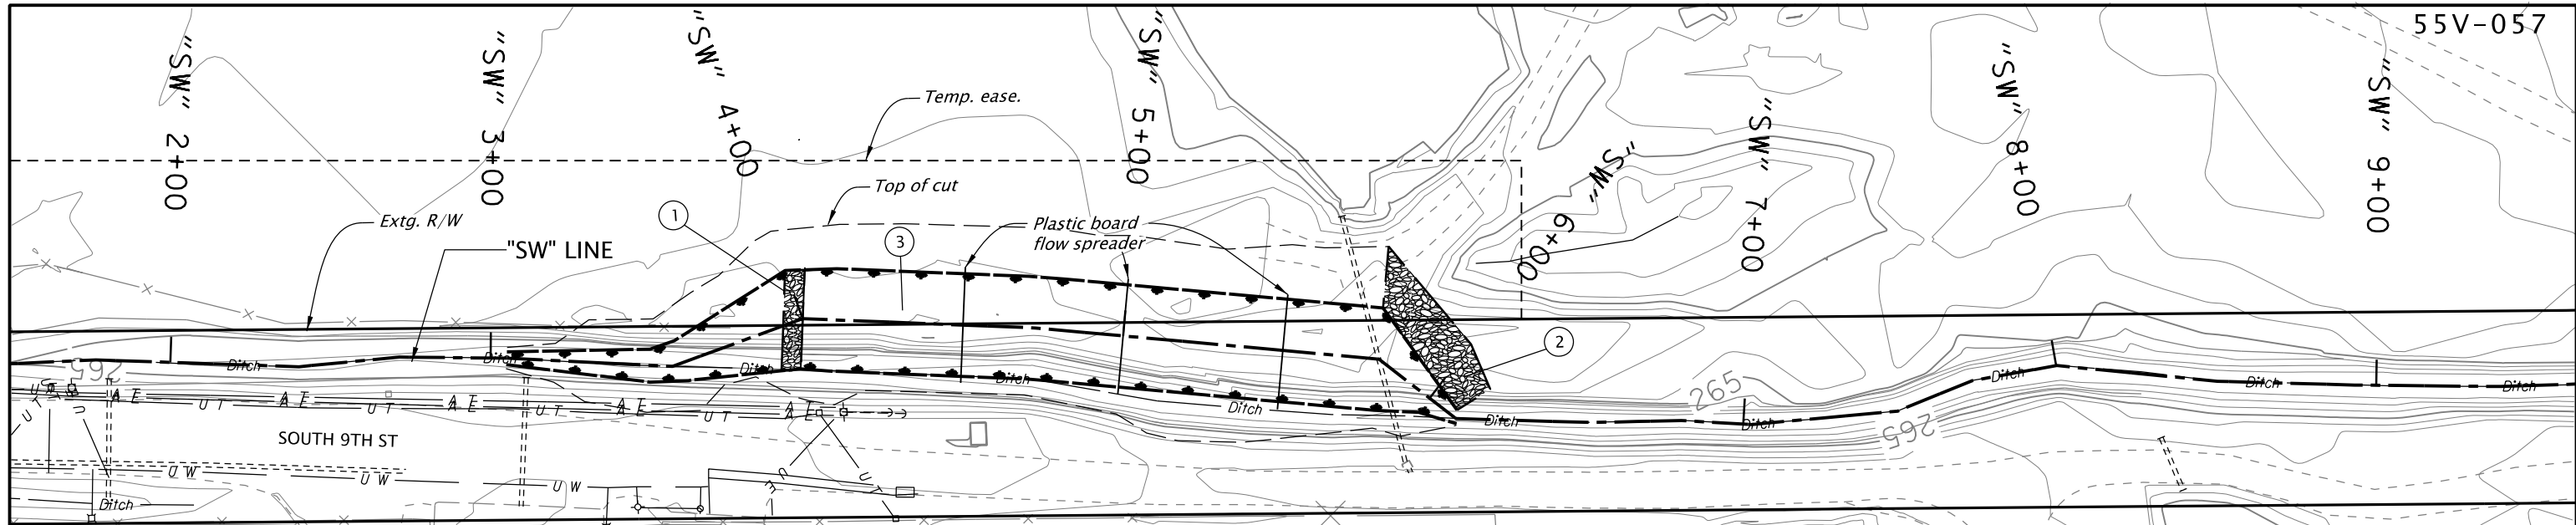 55V-057
"SW" 2+00
"SW" 3+00
"SW" 4+00
"SW" 5+00
"SW" 6+00
"SW" 7+00
"SW" 8+00
"SW" 9+00
Temp. ease.
Top of cut
Extg. R/W
"SW" LINE
1
3
Plastic board
flow spreader
2
Ditch
Ditch
Ditch
Ditch
Ditch
Ditch
Ditch
Ditch
Ditch
Ditch
265
265
265
A E
A E
A E
A E
A E
U T
U T
U T
U T
U T
U T
SOUTH 9TH ST
U W
U W
U W
U E
U T
Ditch